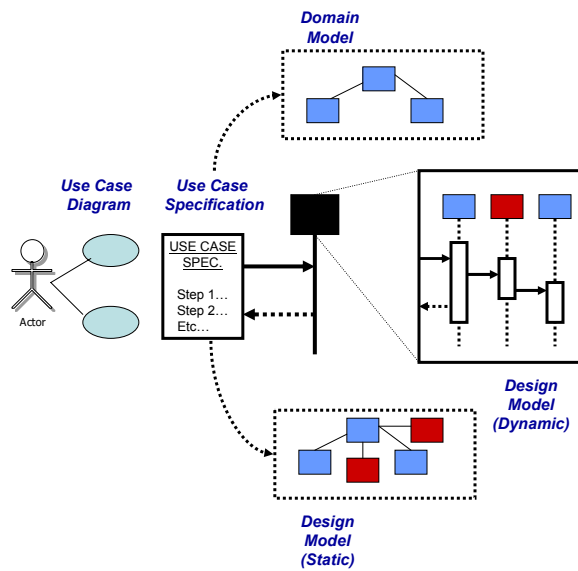 Domain
Model
Use Case
Diagram
Use Case
Specification
USE CASE
SPEC.
Step 1…
Step 2…
Etc…
Actor
Design
Model
(Dynamic)
Design
Model
(Static)